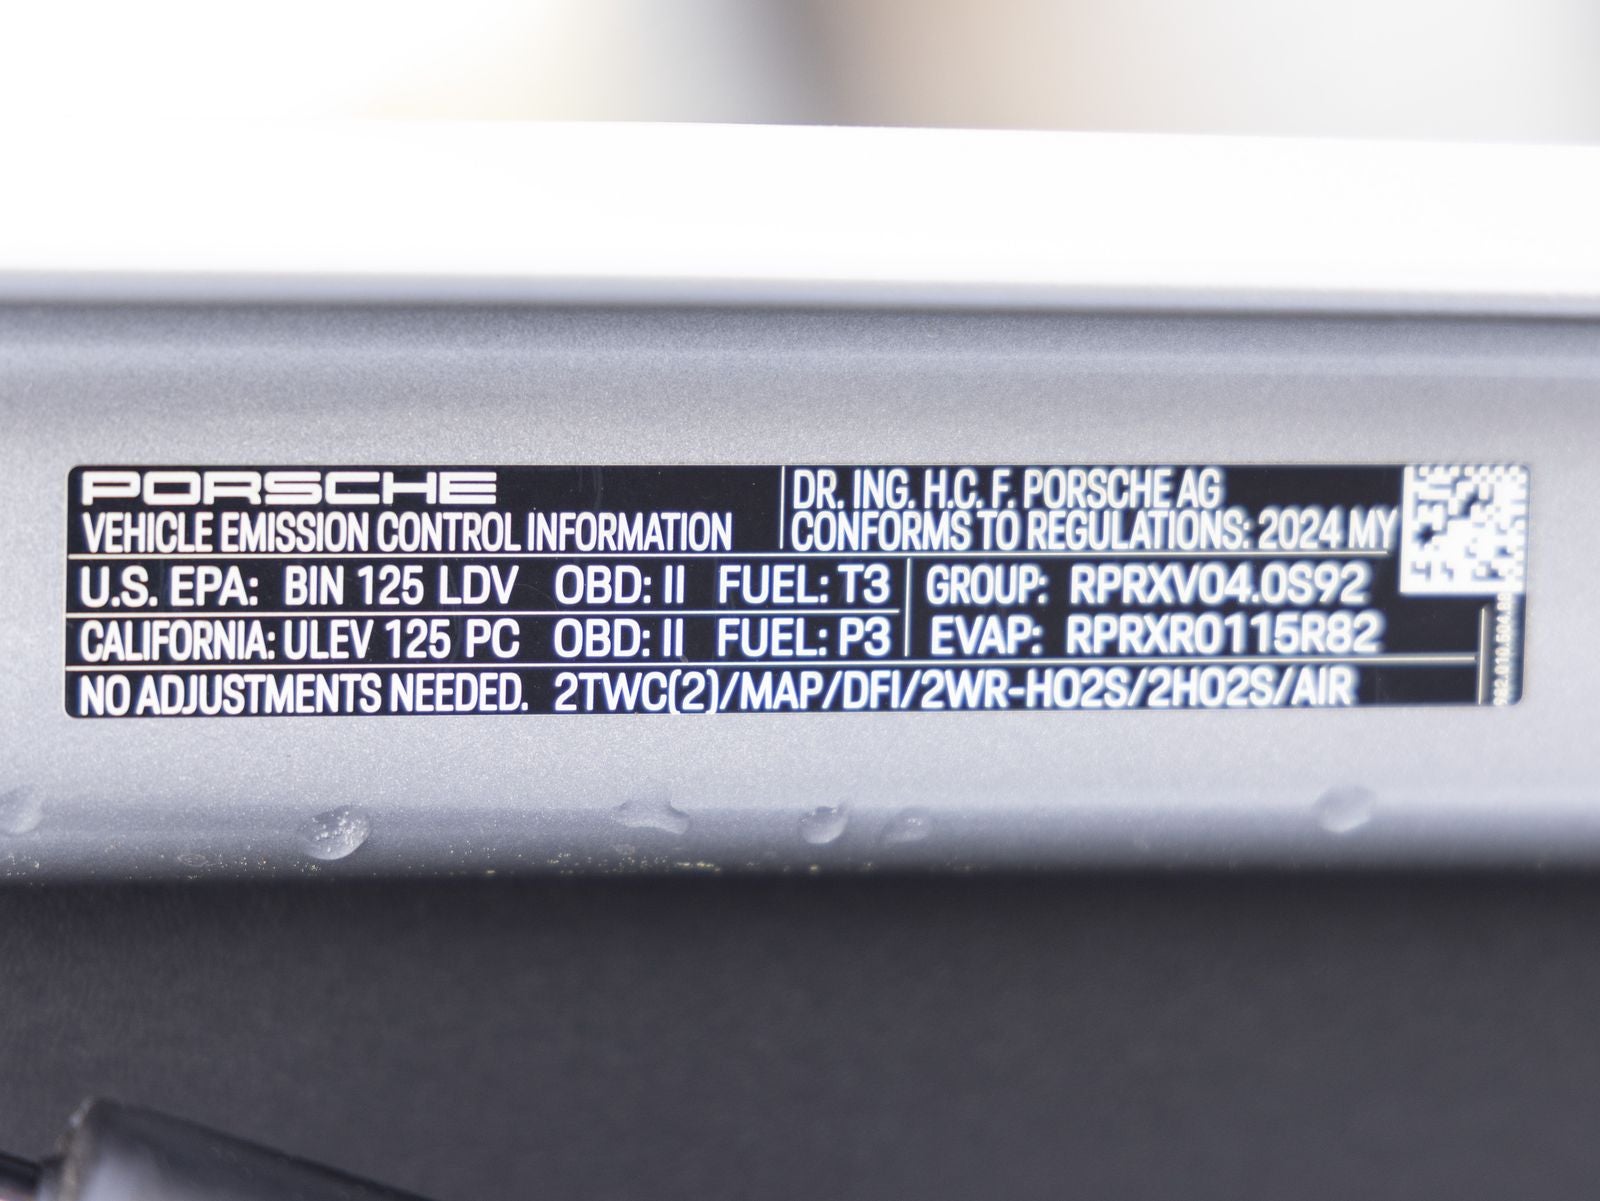 PORSCHE
VEHICLE EMISSION CONTROL INFORMATION
DR. ING. H.C. F. PORSCHE AG
CONFORMS TO REGULATIONS: 2024 MY
U.S. EPA: BIN 125 LDV OBD: II FUEL: T3
CALIFORNIA: ULEV 125 PC OBD: II FUEL: P3
GROUP: RPRXV04.0S92
EVAP: RPRXR0115R82
NO ADJUSTMENTS NEEDED. 2TWC(2)/MAP/DFI/2WR-HO2S/2HO2S/AIR